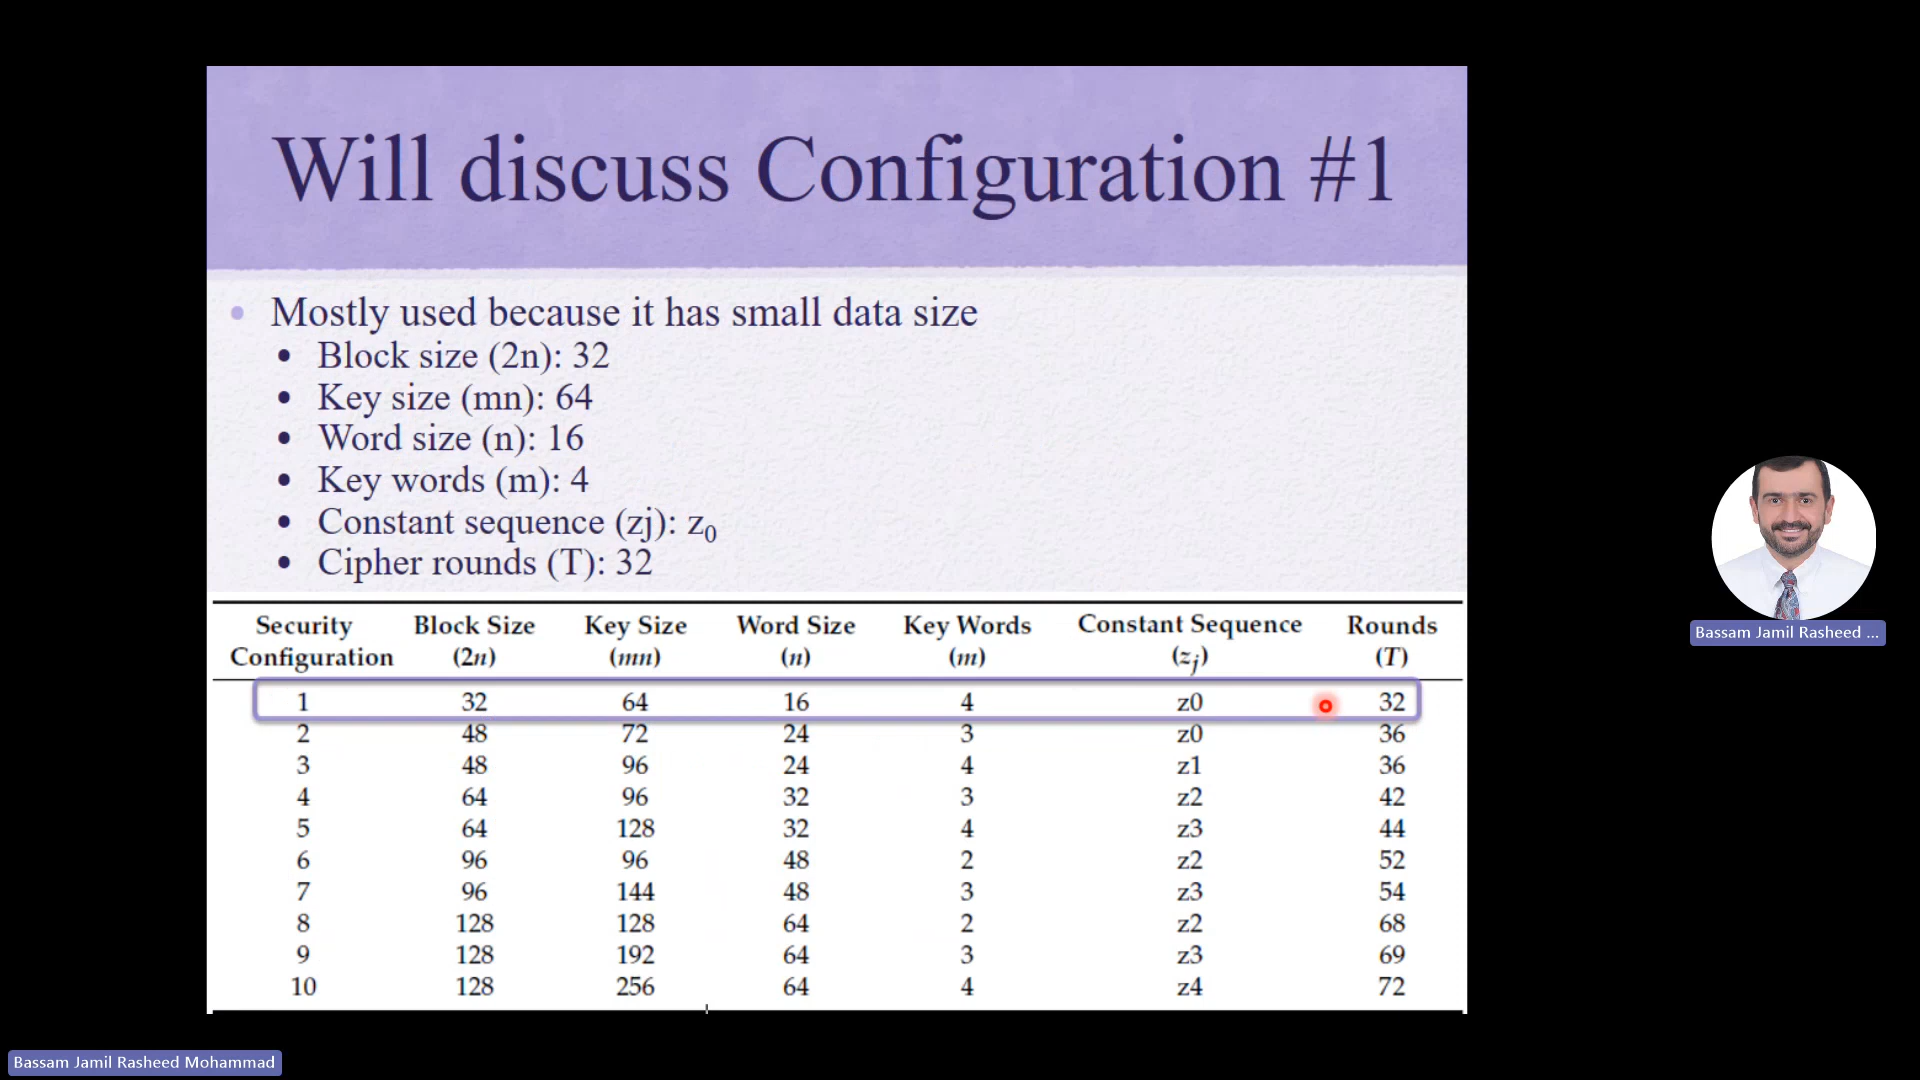 Will discuss Configuration #1
• Mostly used because it has small data size
• Block size (2n): 32
• Key size (mn): 64
• Word size (n): 16
• Key words (m): 4
• Constant sequence (zj): z₀
• Cipher rounds (T): 32
Security Configuration Block Size (2n) Key Size (mn) Word Size (n) Key Words (m) Constant Sequence (zj) Rounds (T)
1 32 64 16 4 z0 32
2 48 72 24 3 z0 36
3 48 96 24 4 z1 36
4 64 96 32 3 z2 42
5 64 128 32 4 z3 44
6 96 96 48 2 z2 52
7 96 144 48 3 z3 54
8 128 128 64 2 z2 68
9 128 192 64 3 z3 69
10 128 256 64 4 z4 72
Bassam Jamil Rasheed ...
Bassam Jamil Rasheed Mohammad